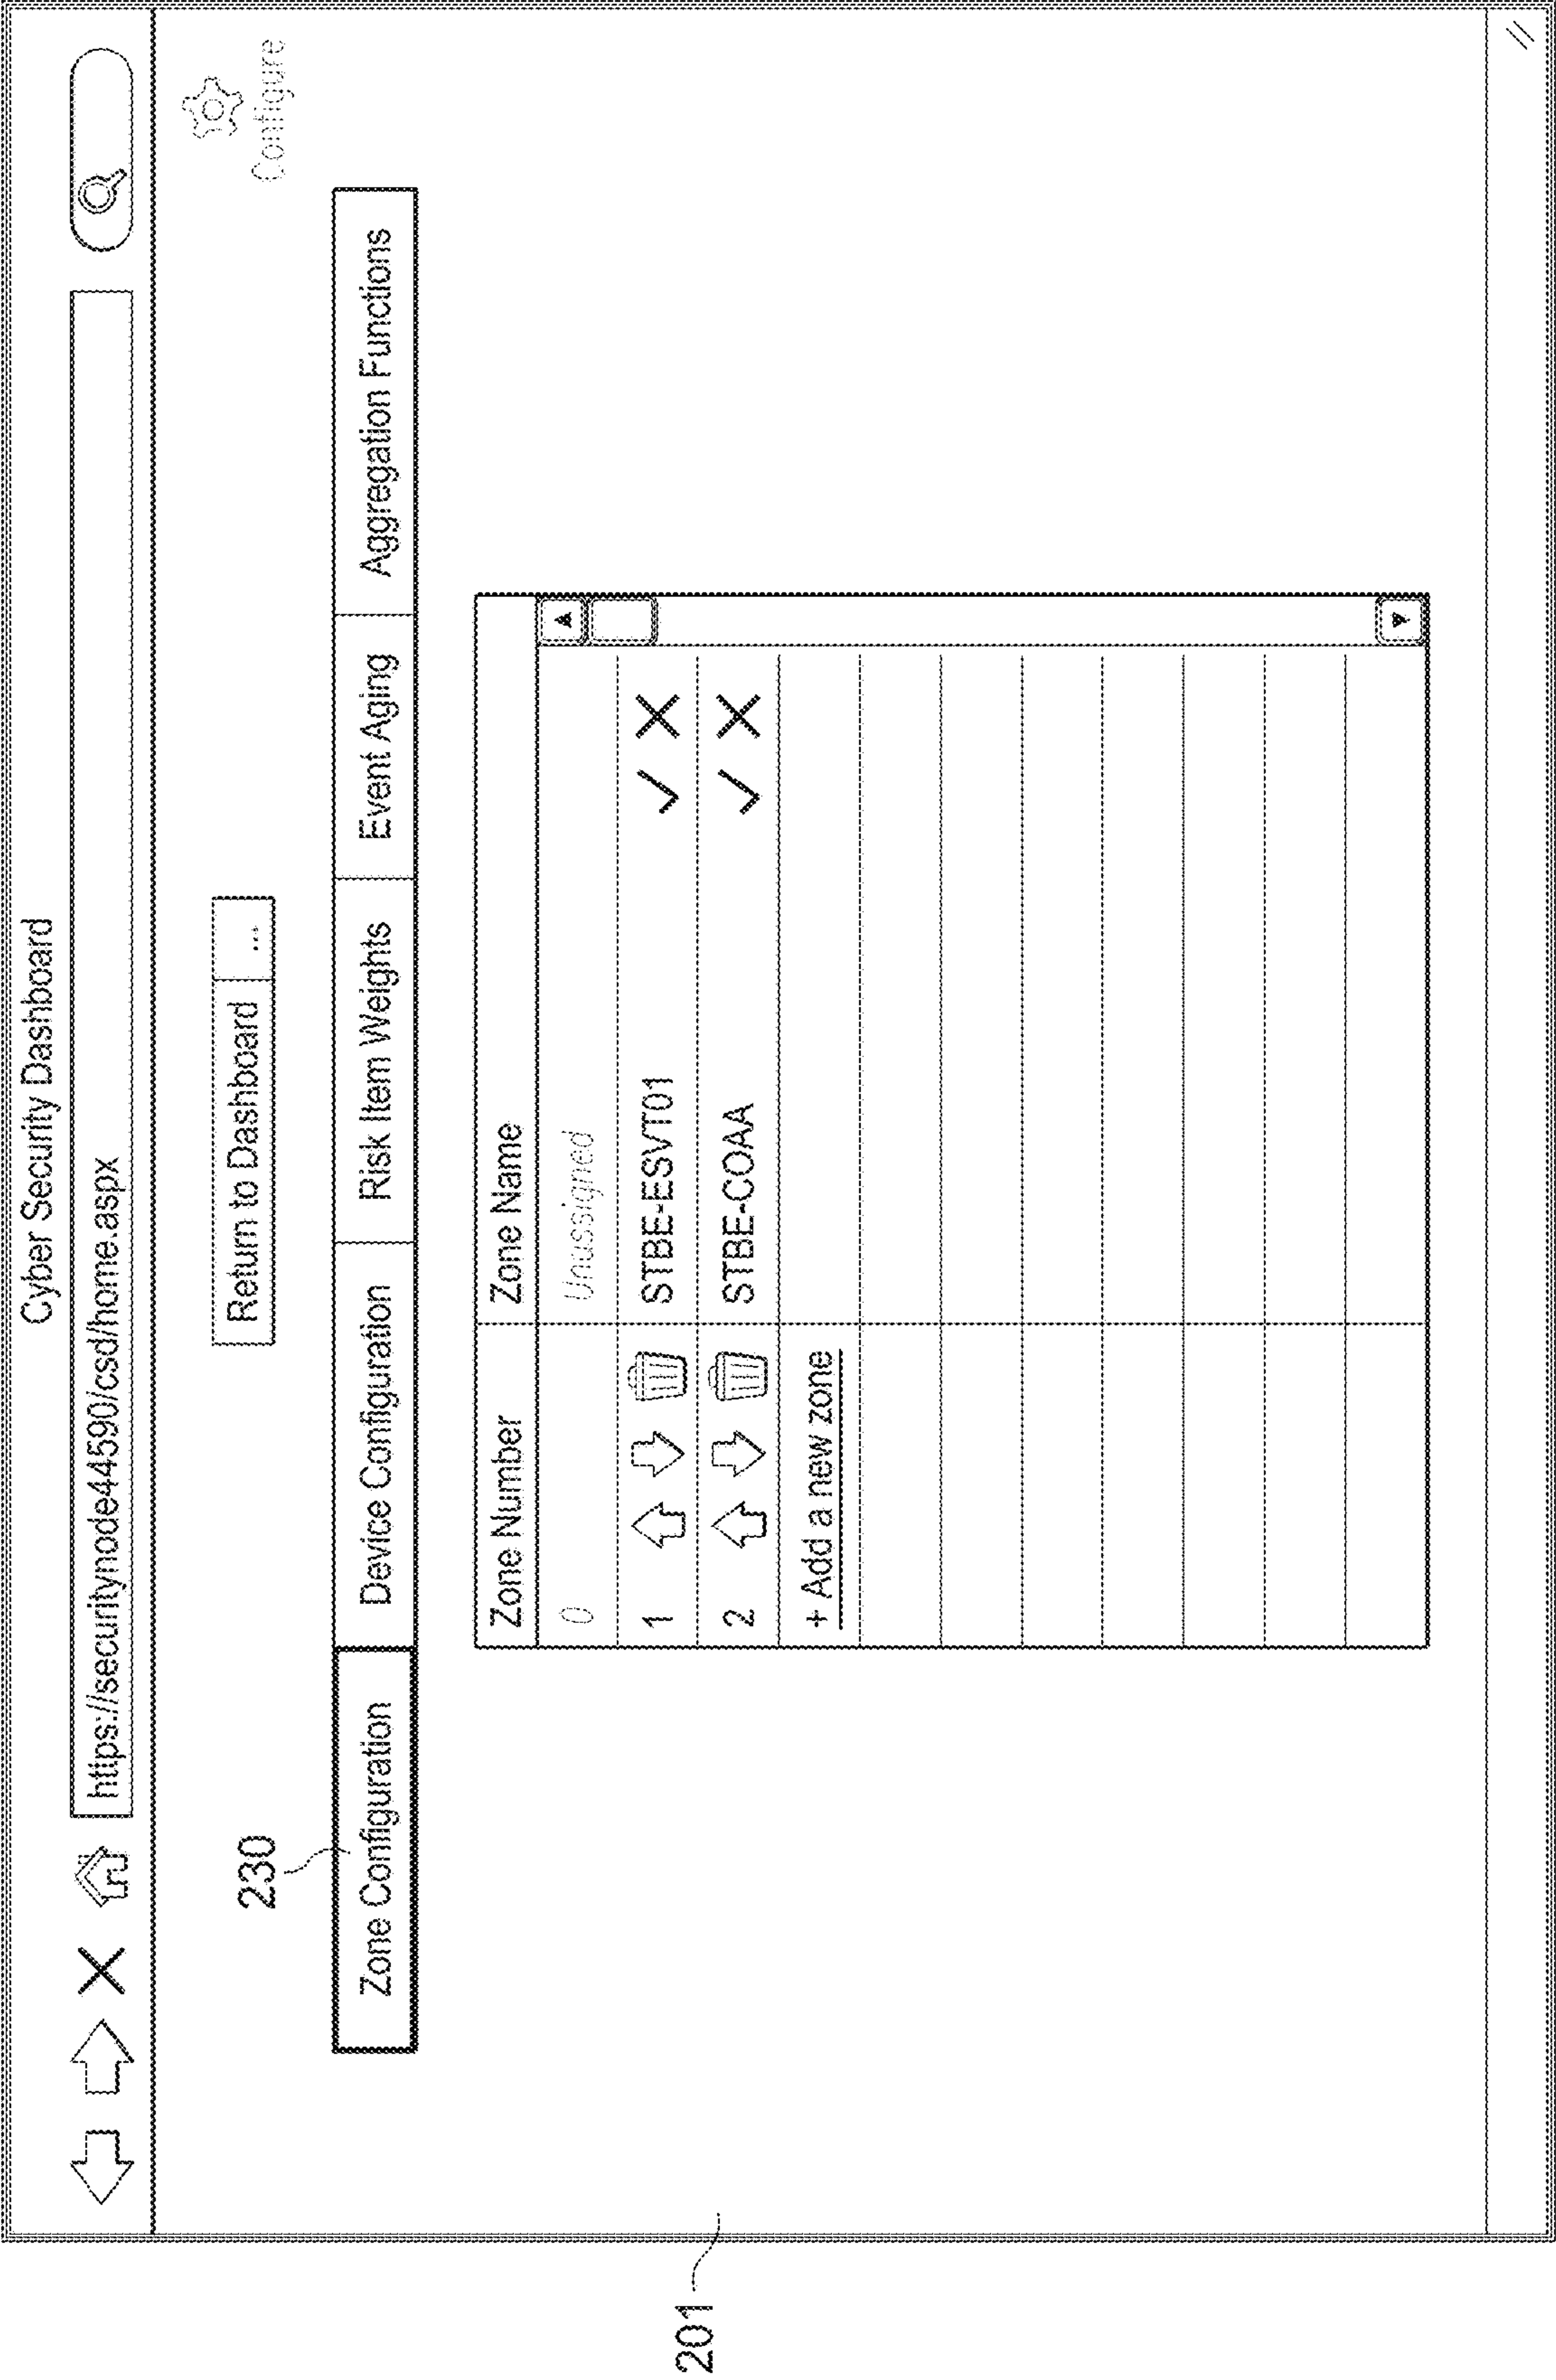 Cyber Security Dashboard
https://securitynode44590/csd/home.aspx
Return to Dashboard ...
Configure
230
Zone Configuration Device Configuration Risk Item Weights Event Aging Aggregation Functions
Zone Number Zone Name
0 Unassigned
1 STBE-ESVT01
2 STBE-COAA
+ Add a new zone
201